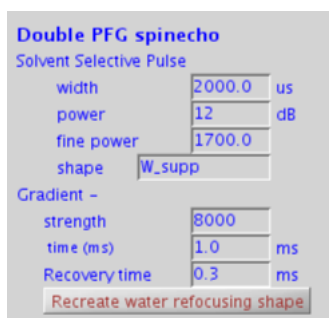 Double PFG spinecho
Solvent Selective Pulse
width 2000.0 us
power 12 dB
fine power 1700.0
shape W_supp
Gradient –
strength 8000
time (ms) 1.0 ms
Recovery time 0.3 ms
Recreate water refocusing shape